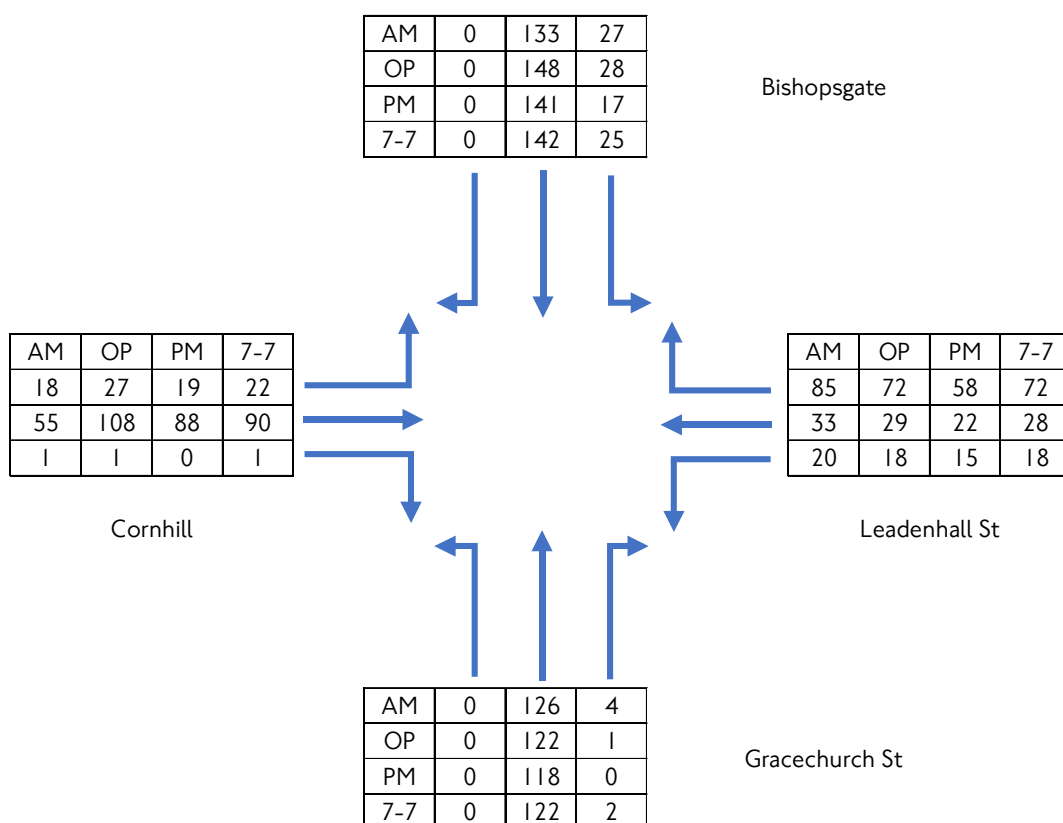 AM 0 133 27
OP 0 148 28
PM 0 141 17
7-7 0 142 25
Bishopsgate
AM OP PM 7-7
18 27 19 22
55 108 88 90
1 1 0 1
Cornhill
AM OP PM 7-7
85 72 58 72
33 29 22 28
20 18 15 18
Leadenhall St
AM 0 126 4
OP 0 122 1
PM 0 118 0
7-7 0 122 2
Gracechurch St